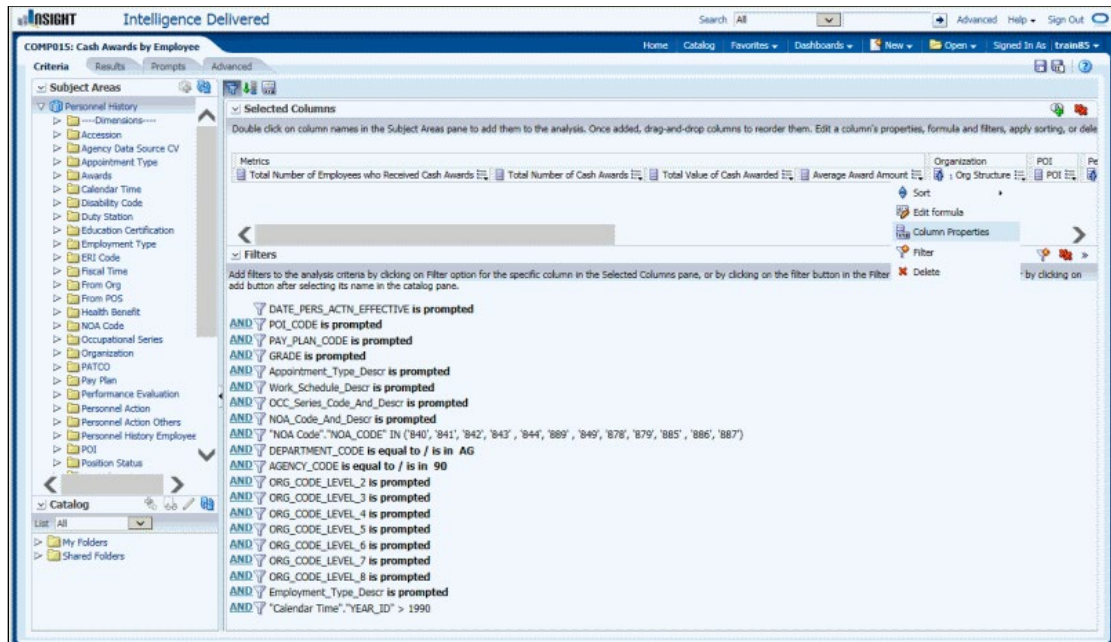 INSIGHT Intelligence Delivered Search All Advanced Help Sign Out
COMP015: Cash Awards by Employee Home Catalog Favorites Dashboards New Open Signed In As train85
Criteria Results Prompts Advanced
Subject Areas
Personnel History
----Dimensions----
Accession
Agency Data Source CV
Appointment Type
Awards
Calendar Time
Disability Code
Duty Station
Education Certification
Employment Type
ERI Code
Fiscal Time
From Org
From POS
Health Benefit
NOA Code
Occupational Series
Organization
PATCO
Pay Plan
Performance Evaluation
Personnel Action
Personnel Action Others
Personnel History Employee
POI
Position Status
Catalog
List All
My Folders
Shared Folders
Selected Columns
Double click on column names in the Subject Areas pane to add them to the analysis. Once added, drag-and-drop columns to reorder them. Edit a column's properties, formula and filters, apply sorting, or dele
Metrics Organization POI Pe
Total Number of Employees who Received Cash Awards Total Number of Cash Awards Total Value of Cash Awarded Average Award Amount : Org Structure POI
Sort
Edit formula
Column Properties
Filter
Delete
Filters
Add filters to the analysis criteria by clicking on Filter option for the specific column in the Selected Columns pane, or by clicking on the filter button in the Filter by clicking on
add button after selecting its name in the catalog pane.
DATE_PERS_ACTN_EFFECTIVE is prompted
AND POI_CODE is prompted
AND PAY_PLAN_CODE is prompted
AND GRADE is prompted
AND Appointment_Type_Descr is prompted
AND Work_Schedule_Descr is prompted
AND OCC_Series_Code_And_Descr is prompted
AND NOA_Code_And_Descr is prompted
AND "NOA Code"."NOA_CODE" IN ('840', '841', '842', '843' , '844', '889' , '849', '878', '879', '885' , '886', '887')
AND DEPARTMENT_CODE is equal to / is in AG
AND AGENCY_CODE is equal to / is in 90
AND ORG_CODE_LEVEL_2 is prompted
AND ORG_CODE_LEVEL_3 is prompted
AND ORG_CODE_LEVEL_4 is prompted
AND ORG_CODE_LEVEL_5 is prompted
AND ORG_CODE_LEVEL_6 is prompted
AND ORG_CODE_LEVEL_7 is prompted
AND ORG_CODE_LEVEL_8 is prompted
AND Employment_Type_Descr is prompted
AND "Calendar Time"."YEAR_ID" > 1990